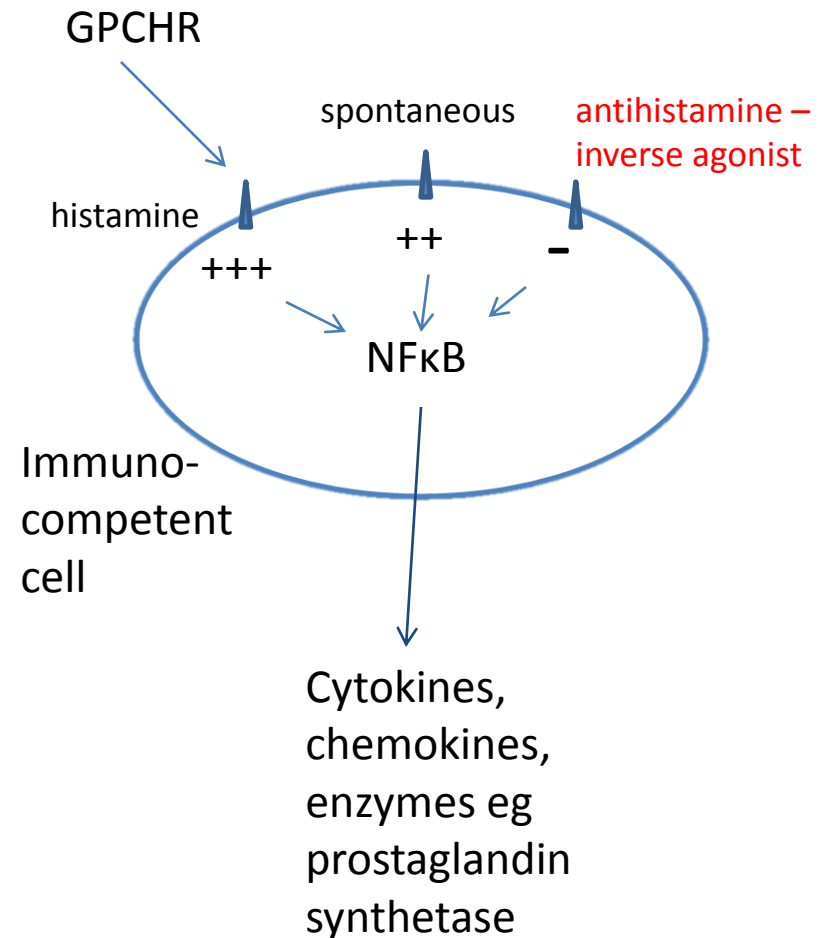 GPCHR
spontaneous
antihistamine –
inverse agonist
histamine
+++
++
-
NFκB
Immuno-
competent
cell
Cytokines,
chemokines,
enzymes eg
prostaglandin
synthetase